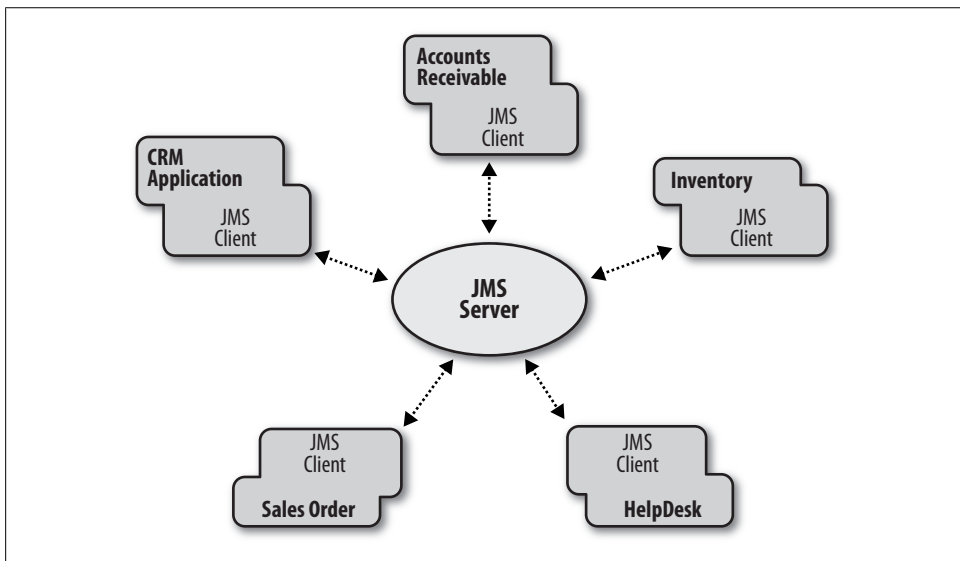 Accounts
Receivable
JMS
Client
CRM
Application
JMS
Client
Inventory
JMS
Client
JMS
Server
JMS
Client
Sales Order
JMS
Client
HelpDesk